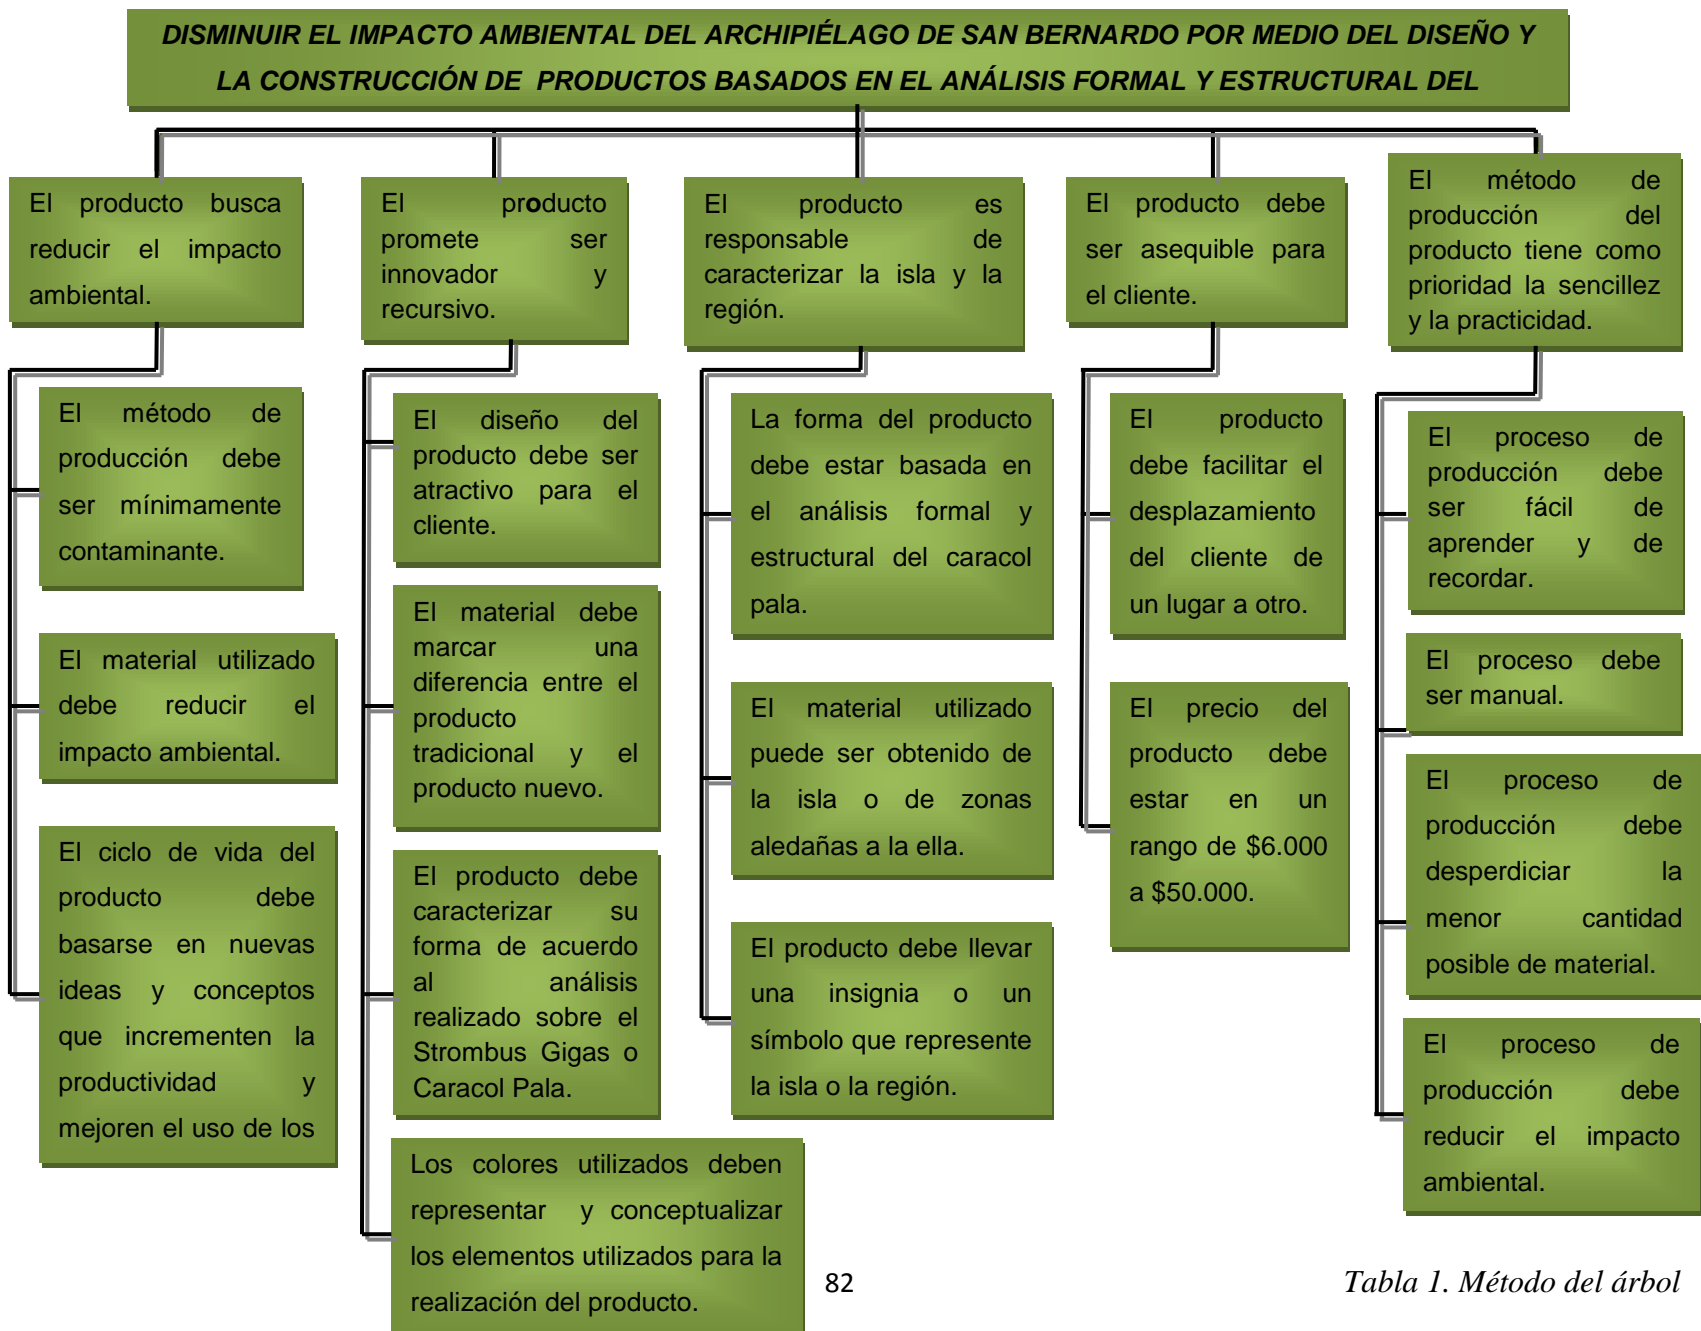 DISMINUIR EL IMPACTO AMBIENTAL DEL ARCHIPIÉLAGO DE SAN BERNARDO POR MEDIO DEL DISEÑO Y
LA CONSTRUCCIÓN DE PRODUCTOS BASADOS EN EL ANÁLISIS FORMAL Y ESTRUCTURAL DEL
El producto busca
reducir el impacto
ambiental.
El método de
producción debe
ser mínimamente
contaminante.
El material utilizado
debe reducir el
impacto ambiental.
El ciclo de vida del
producto debe
basarse en nuevas
ideas y conceptos
que incrementen la
productividad y
mejoren el uso de los
El producto
promete ser
innovador y
recursivo.
El diseño del
producto debe ser
atractivo para el
cliente.
El material debe
marcar una
diferencia entre el
producto
tradicional y el
producto nuevo.
El producto debe
caracterizar su
forma de acuerdo
al análisis
realizado sobre el
Strombus Gigas o
Caracol Pala.
Los colores utilizados deben
representar y conceptualizar
los elementos utilizados para la
realización del producto.
El producto es
responsable de
caracterizar la isla y la
región.
La forma del producto
debe estar basada en
el análisis formal y
estructural del caracol
pala.
El material utilizado
puede ser obtenido de
la isla o de zonas
aledañas a la ella.
El producto debe llevar
una insignia o un
símbolo que represente
la isla o la región.
El producto debe
ser asequible para
el cliente.
El producto
debe facilitar el
desplazamiento
del cliente de
un lugar a otro.
El precio del
producto debe
estar en un
rango de $6.000
a $50.000.
El método de
producción del
producto tiene como
prioridad la sencillez
y la practicidad.
El proceso de
producción debe
ser fácil de
aprender y de
recordar.
El proceso debe
ser manual.
El proceso de
producción debe
desperdiciar la
menor cantidad
posible de material.
El proceso de
producción debe
reducir el impacto
ambiental.
82
Tabla 1. Método del árbol